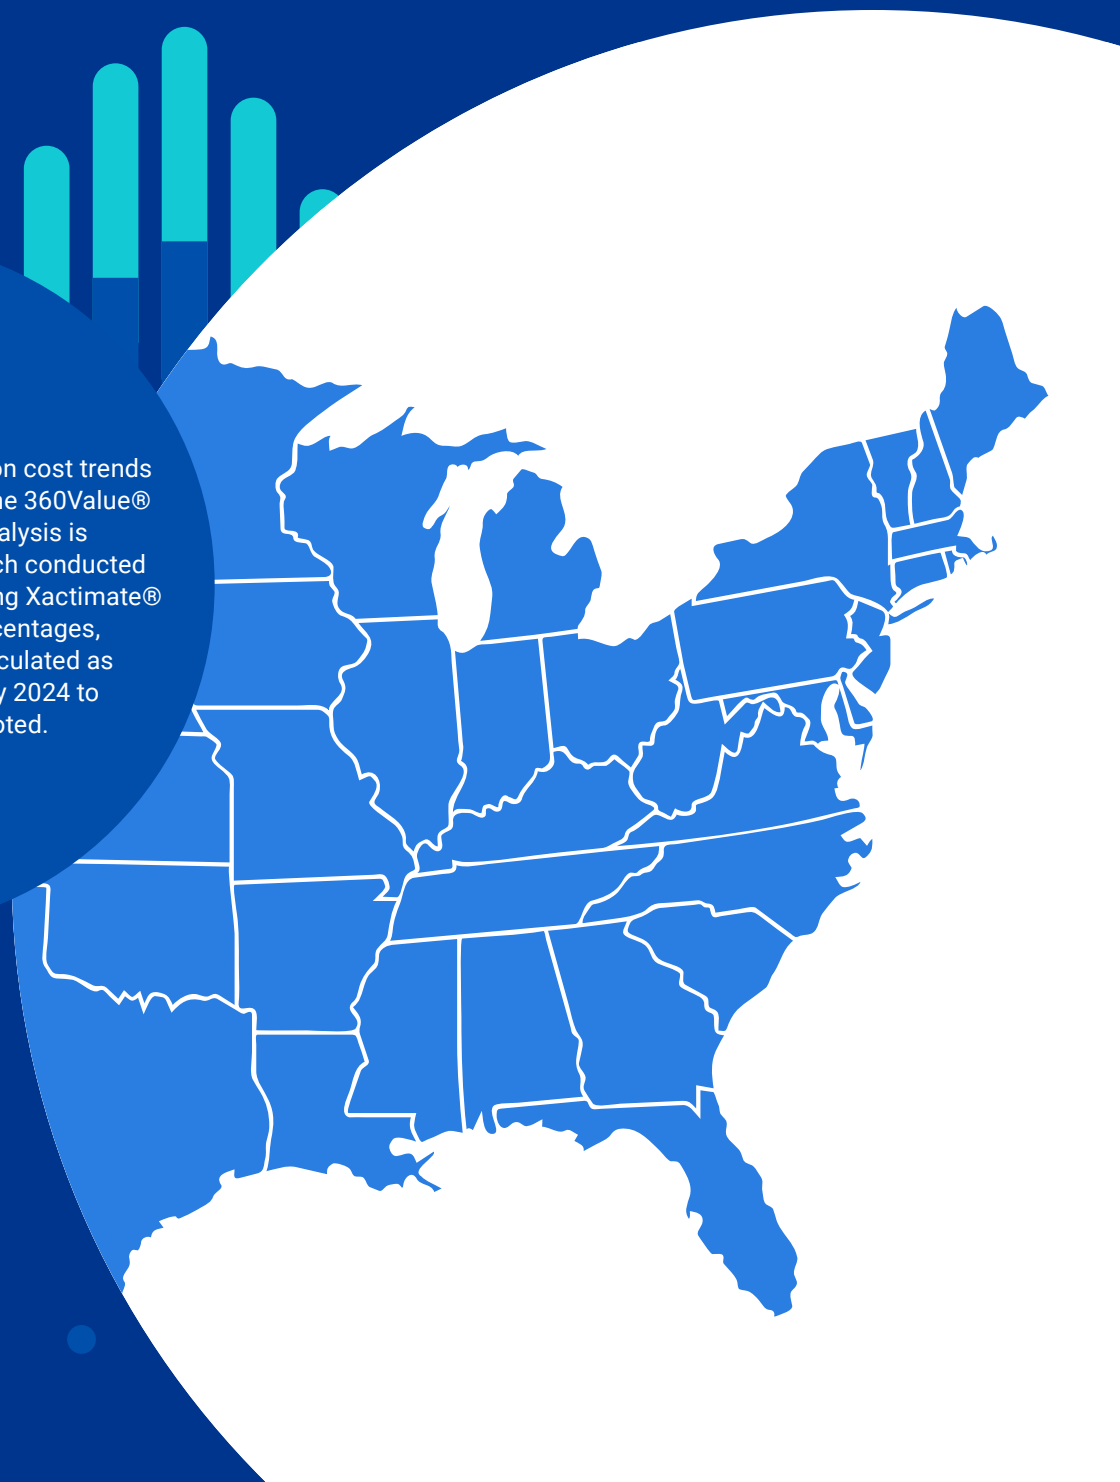 on cost trends
he 360Value®
alysis is
ch conducted
ng Xactimate®
centages,
culated as
y 2024 to
oted.